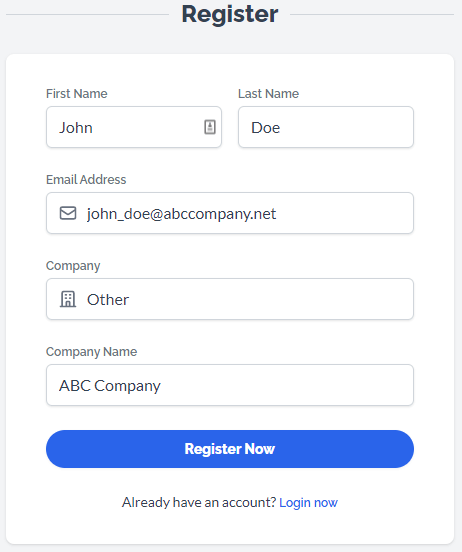 Register
First Name
Last Name
John
Doe
Email Address
john_doe@abccompany.net
Company
Other
Company Name
ABC Company
Register Now
Already have an account? Login now